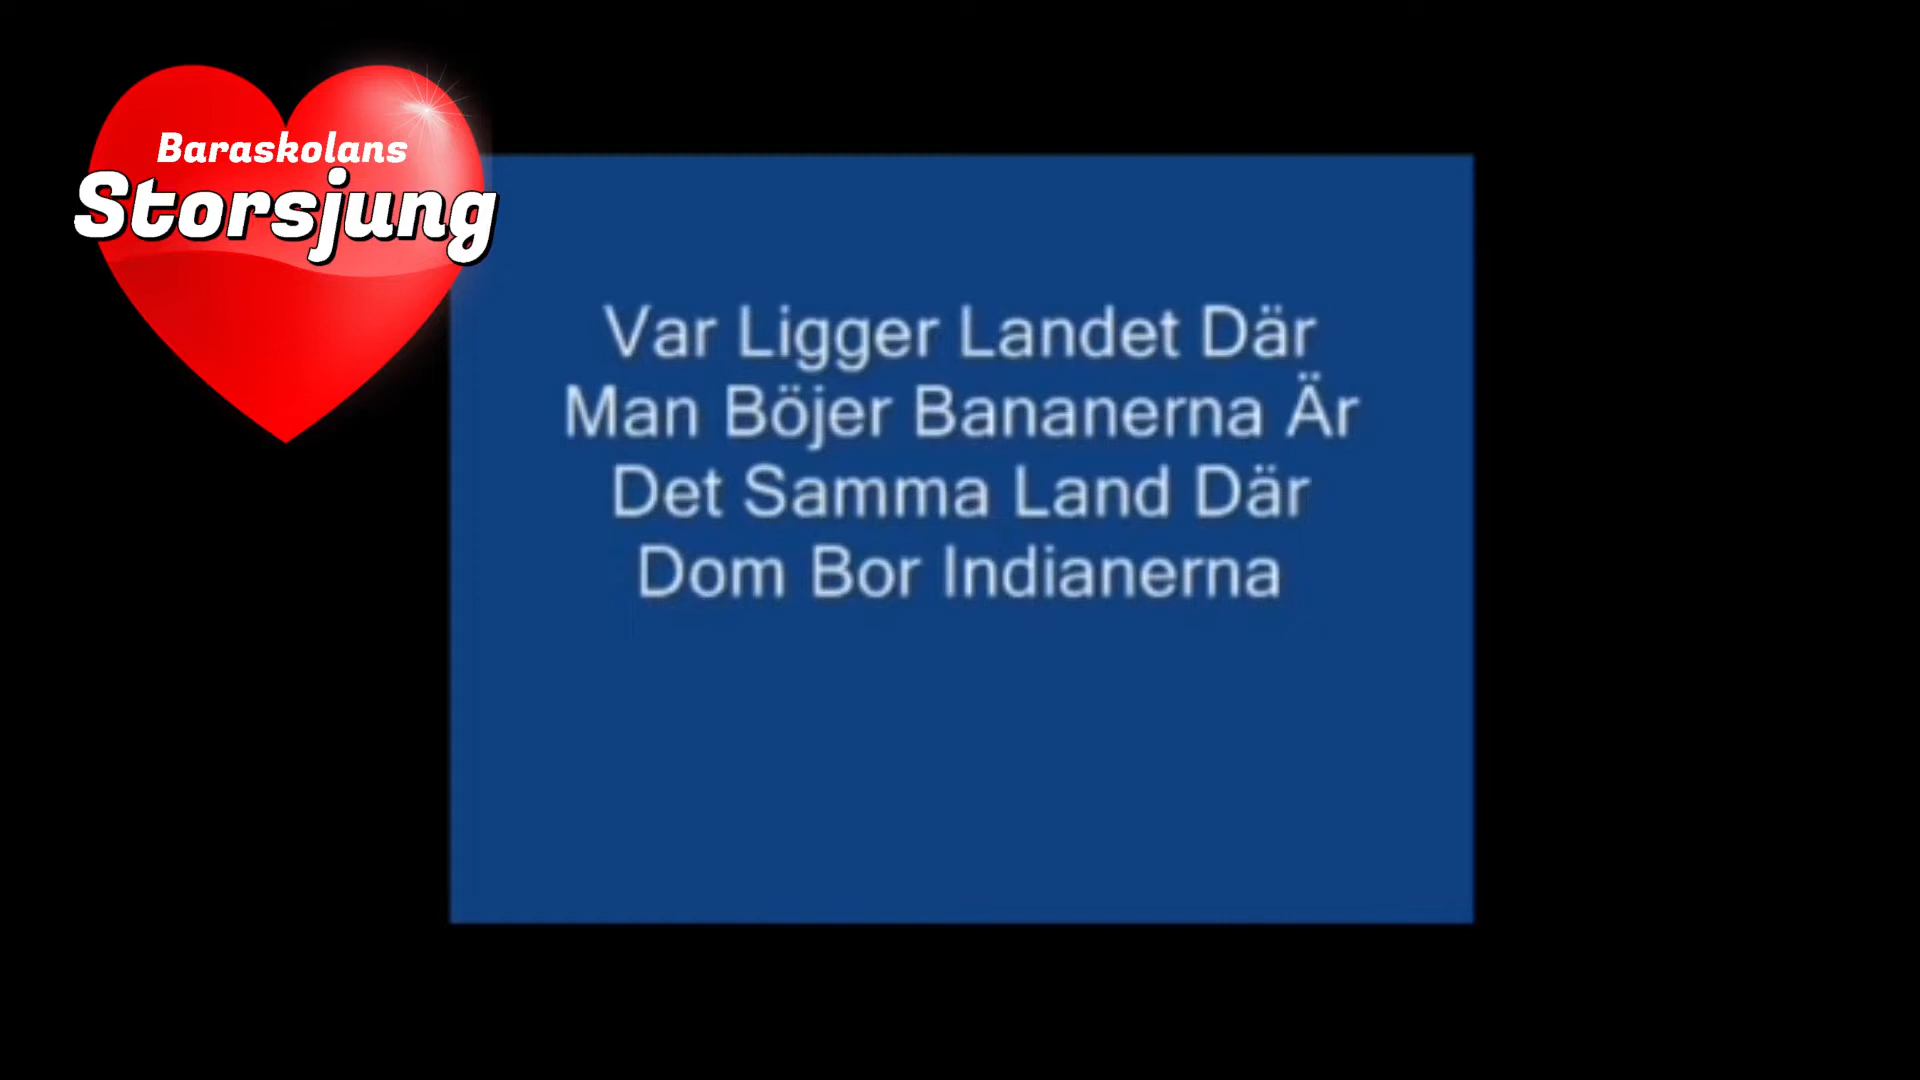 Baraskolans
Storsjung
Var Ligger Landet Där
Man Böjer Bananerna Är
Det Samma Land Där
Dom Bor Indianerna